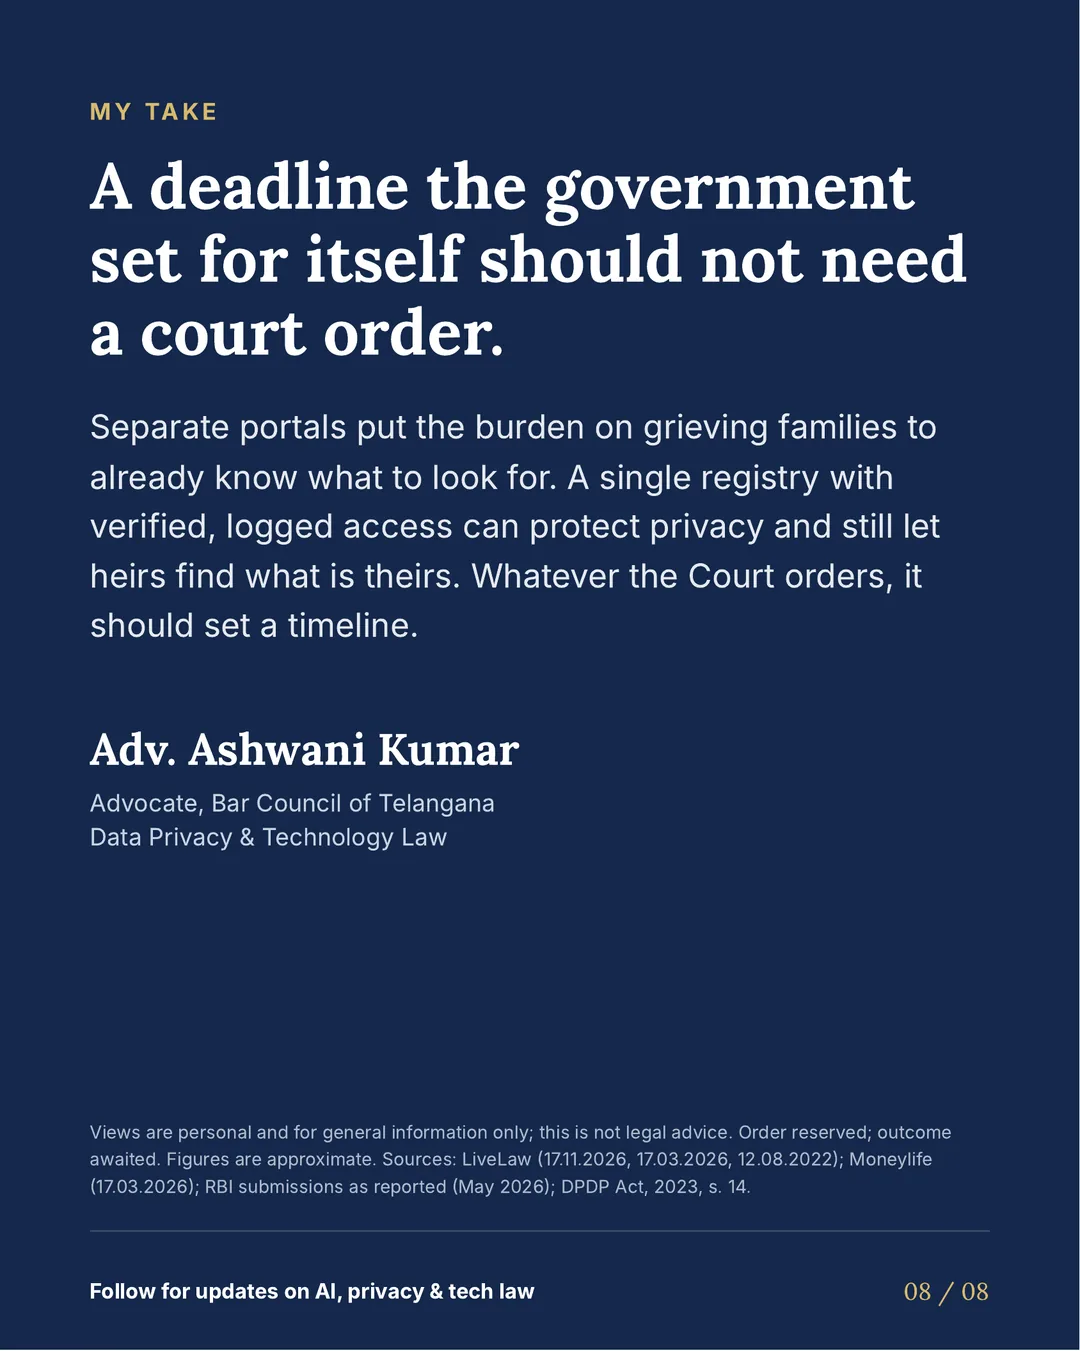 MY TAKE
A deadline the government
set for itself should not need
a court order.
Separate portals put the burden on grieving families to
already know what to look for. A single registry with
verified, logged access can protect privacy and still let
heirs find what is theirs. Whatever the Court orders, it
should set a timeline.
Adv. Ashwani Kumar
Advocate, Bar Council of Telangana
Data Privacy & Technology Law
Views are personal and for general information only; this is not legal advice. Order reserved; outcome
awaited. Figures are approximate. Sources: LiveLaw (17.11.2026, 17.03.2026, 12.08.2022); Moneylife
(17.03.2026); RBI submissions as reported (May 2026); DPDP Act, 2023, s. 14.
Follow for updates on AI, privacy & tech law
08 / 08